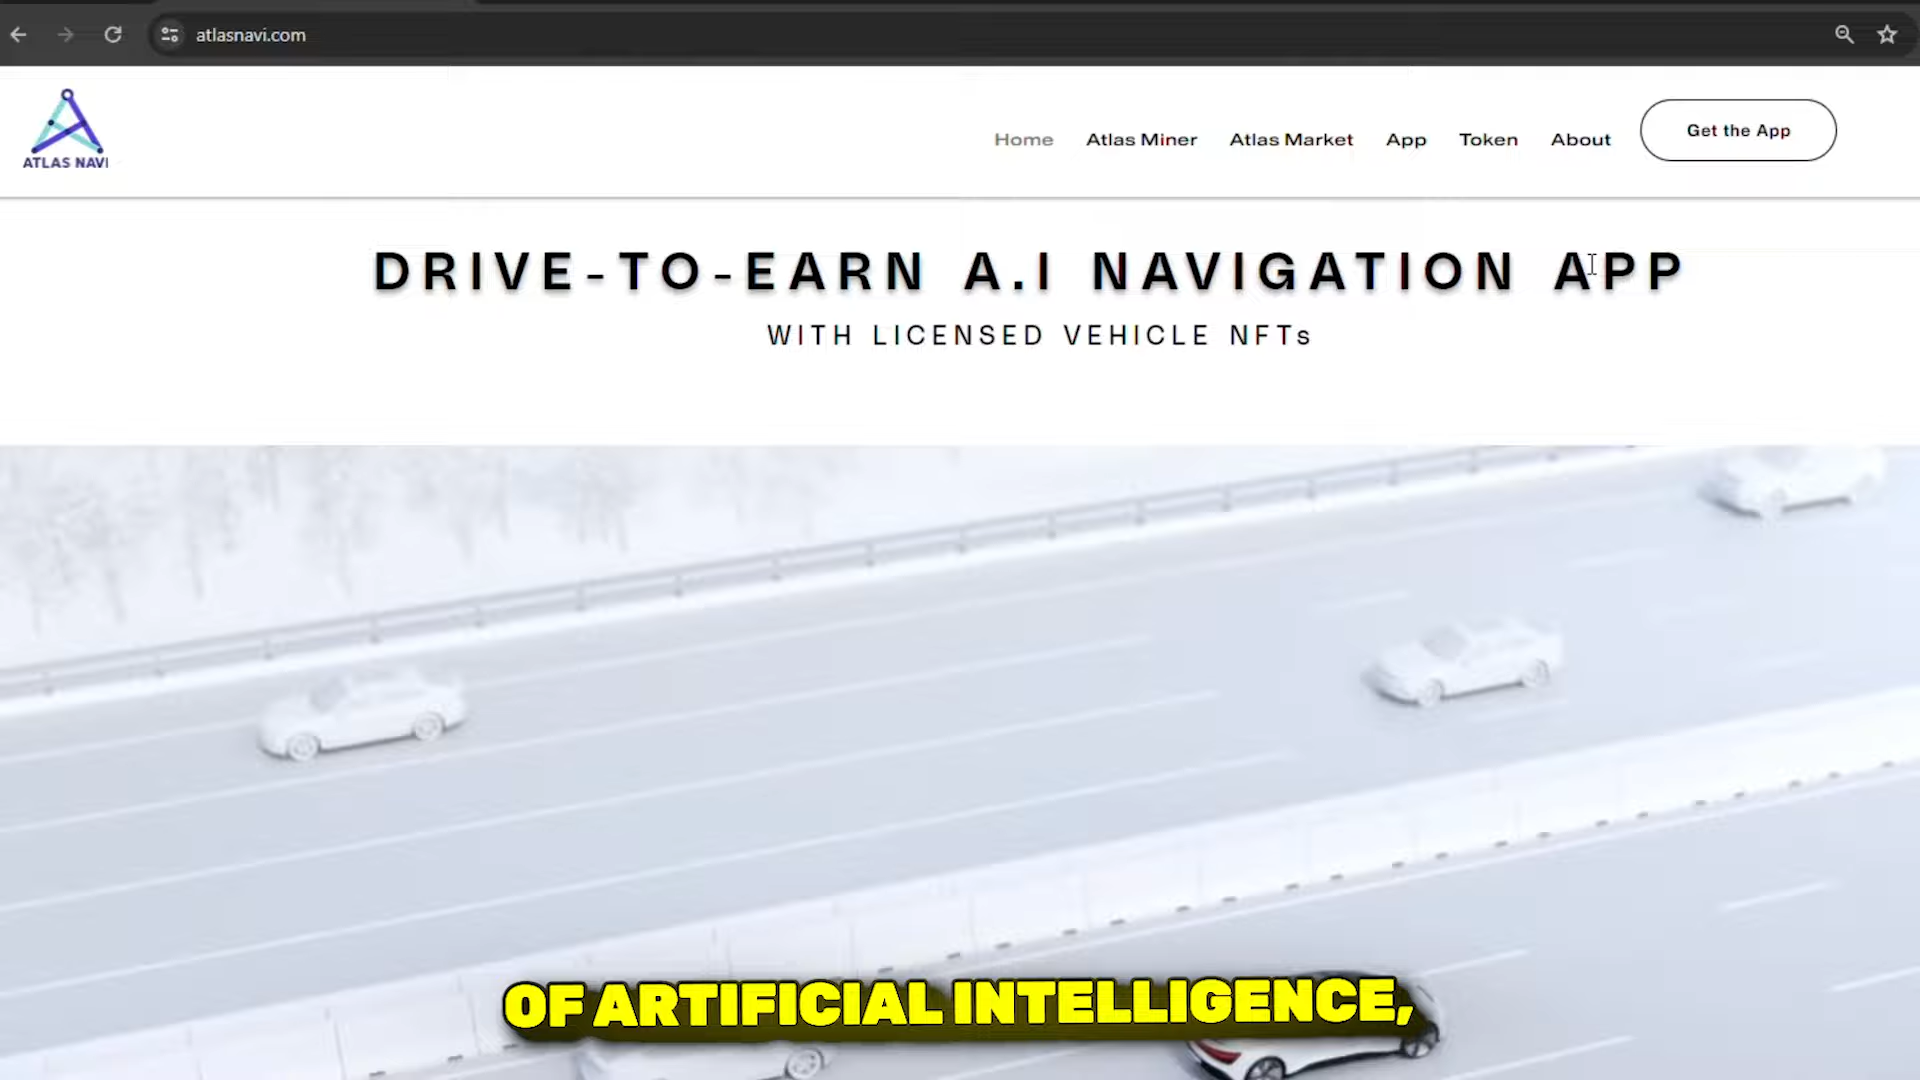 atlasnavi.com
ATLAS NAVI
Home Atlas Miner Atlas Market App Token About Get the App
DRIVE-TO-EARN A.I NAVIGATION APP
WITH LICENSED VEHICLE NFTs
OF ARTIFICIAL INTELLIGENCE,